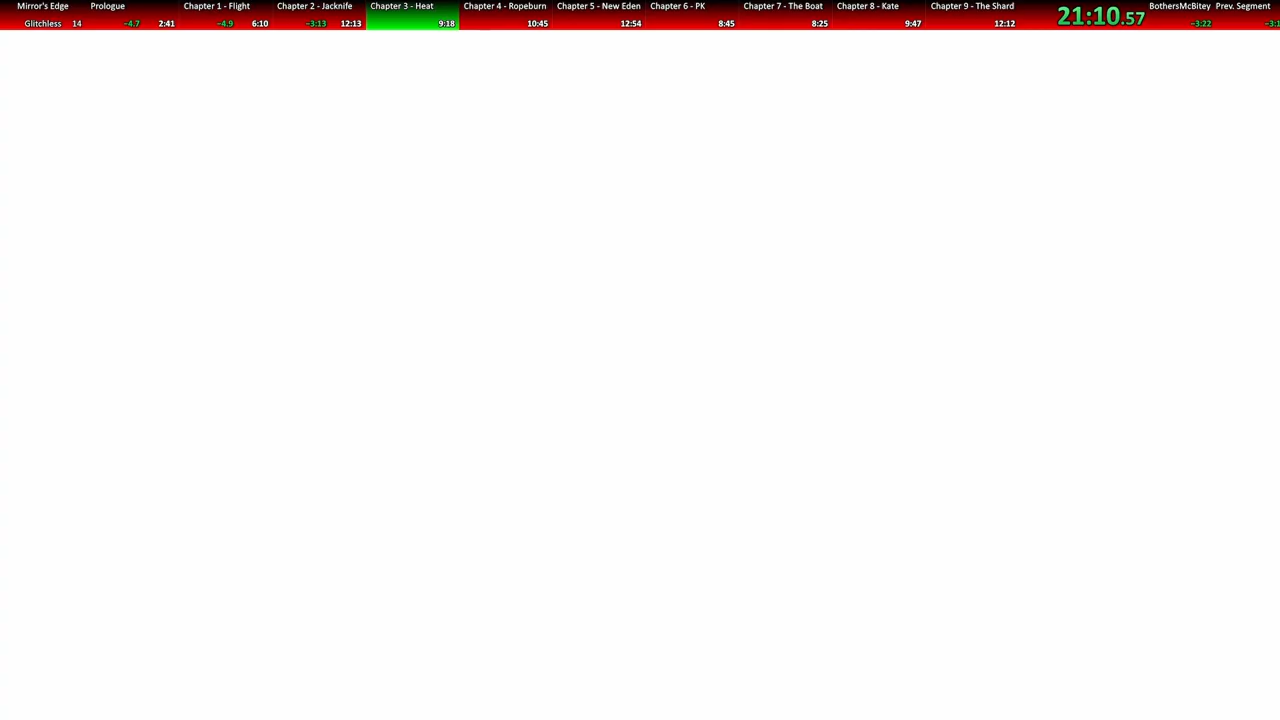 Mirror's Edge Prologue Chapter 1 - Flight Chapter 2 - Jacknife Chapter 3 - Heat Chapter 4 - Ropeburn Chapter 5 - New Eden Chapter 6 - PK Chapter 7 - The Boat Chapter 8 - Kate Chapter 9 - The Shard 21:10.57 BothersMcBitey Prev. Segment
Glitchless 14 −4.7 2:41 −4.9 6:10 −3:13 12:13 9:18 10:45 12:54 8:45 8:25 9:47 12:12 −3:22